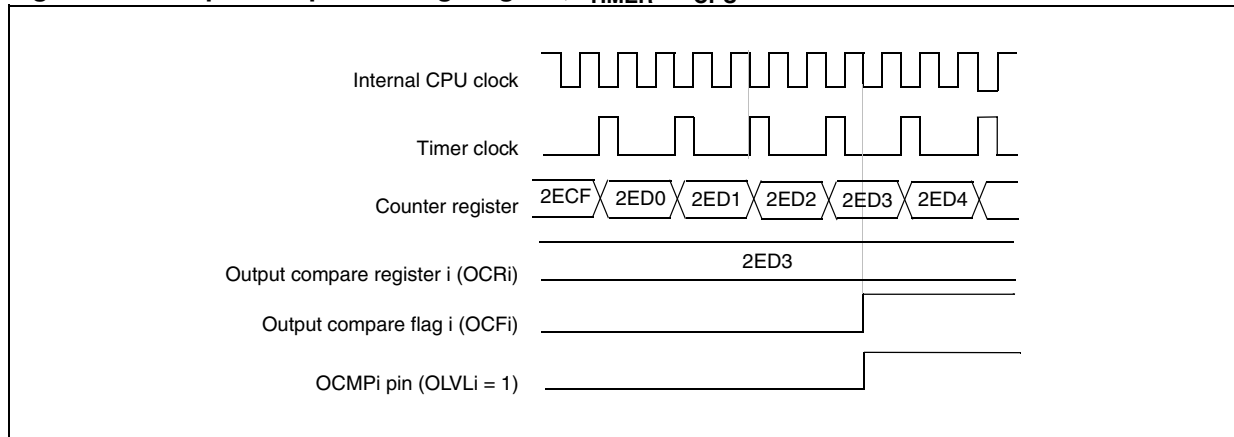 Internal CPU clock
Timer clock
Counter register
2ECF 2ED0 2ED1 2ED2 2ED3 2ED4
Output compare register i (OCRi)
2ED3
Output compare flag i (OCFi)
OCMPi pin (OLVLi = 1)